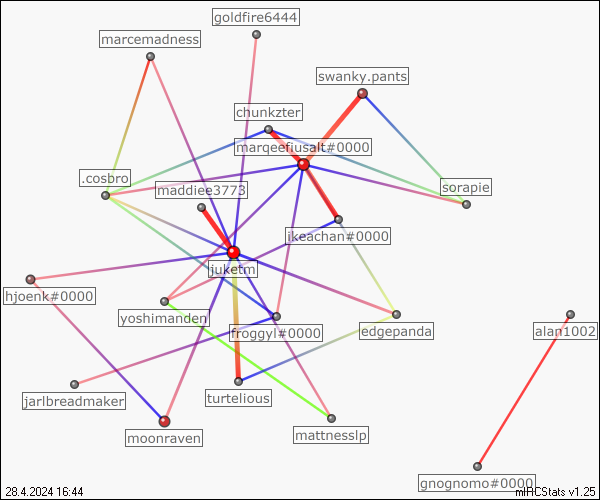 goldfire6444
marcemadness
swanky.pants
chunkzter
marqeefiusalt#0000
.cosbro
maddiee3773
sorapie
ikeachan#0000
juketm
hjoenk#0000
yoshimanden
froggyl#0000
edgepanda
alan1002
jarlbreadmaker
turtelious
moonraven
mattnesslp
gnognomo#0000
28.4.2024 16:44
mIRCStats v1.25